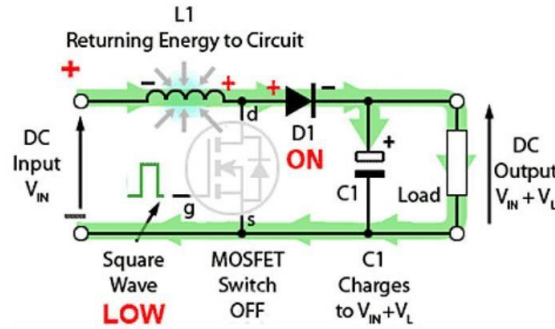 L1
Returning Energy to Circuit
+
− + + −
d
D1
ON
DC
Input
VIN
+
C1
Load
DC
Output
VIN + VL
g
s
−
Square
Wave
LOW
MOSFET
Switch
OFF
C1
Charges
to VIN+VL